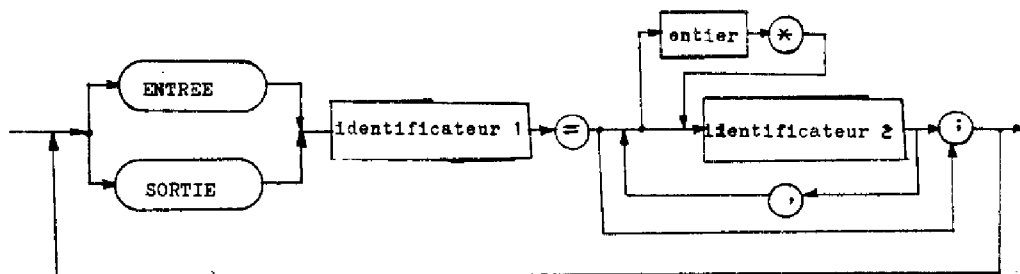 entier *
ENTREE
identificateur 1 = identificateur 2 ;
SORTIE
,